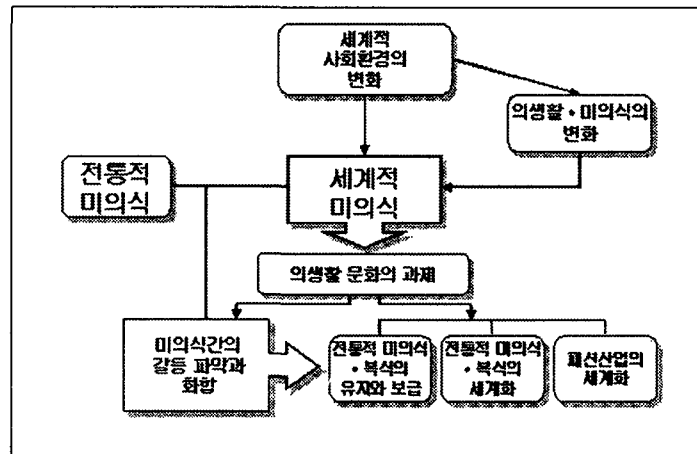 세계적
사회환경의
변화
의생활・미의식의
변화
전통적
미의식
세계적
미의식
의생활 문화의 과제
미의식간의
갈등 파악과
화합
전통적 미의식
・복식의
유지와 보급
전통적 미의식
・복식의
세계화
패션산업의
세계화